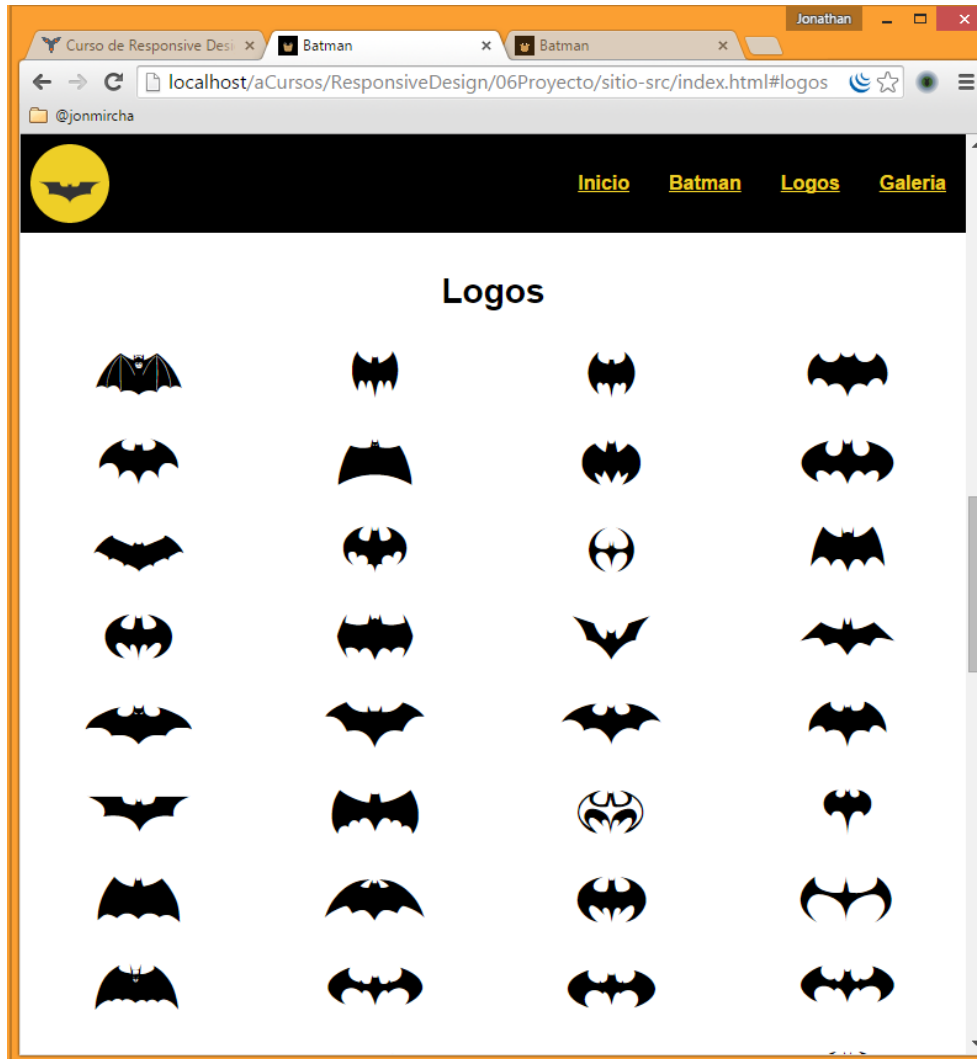 Jonathan
Curso de Responsive Desi
Batman
Batman
localhost/aCursos/ResponsiveDesign/06Proyecto/sitio-src/index.html#logos
@jonmircha
Inicio
Batman
Logos
Galeria
Logos